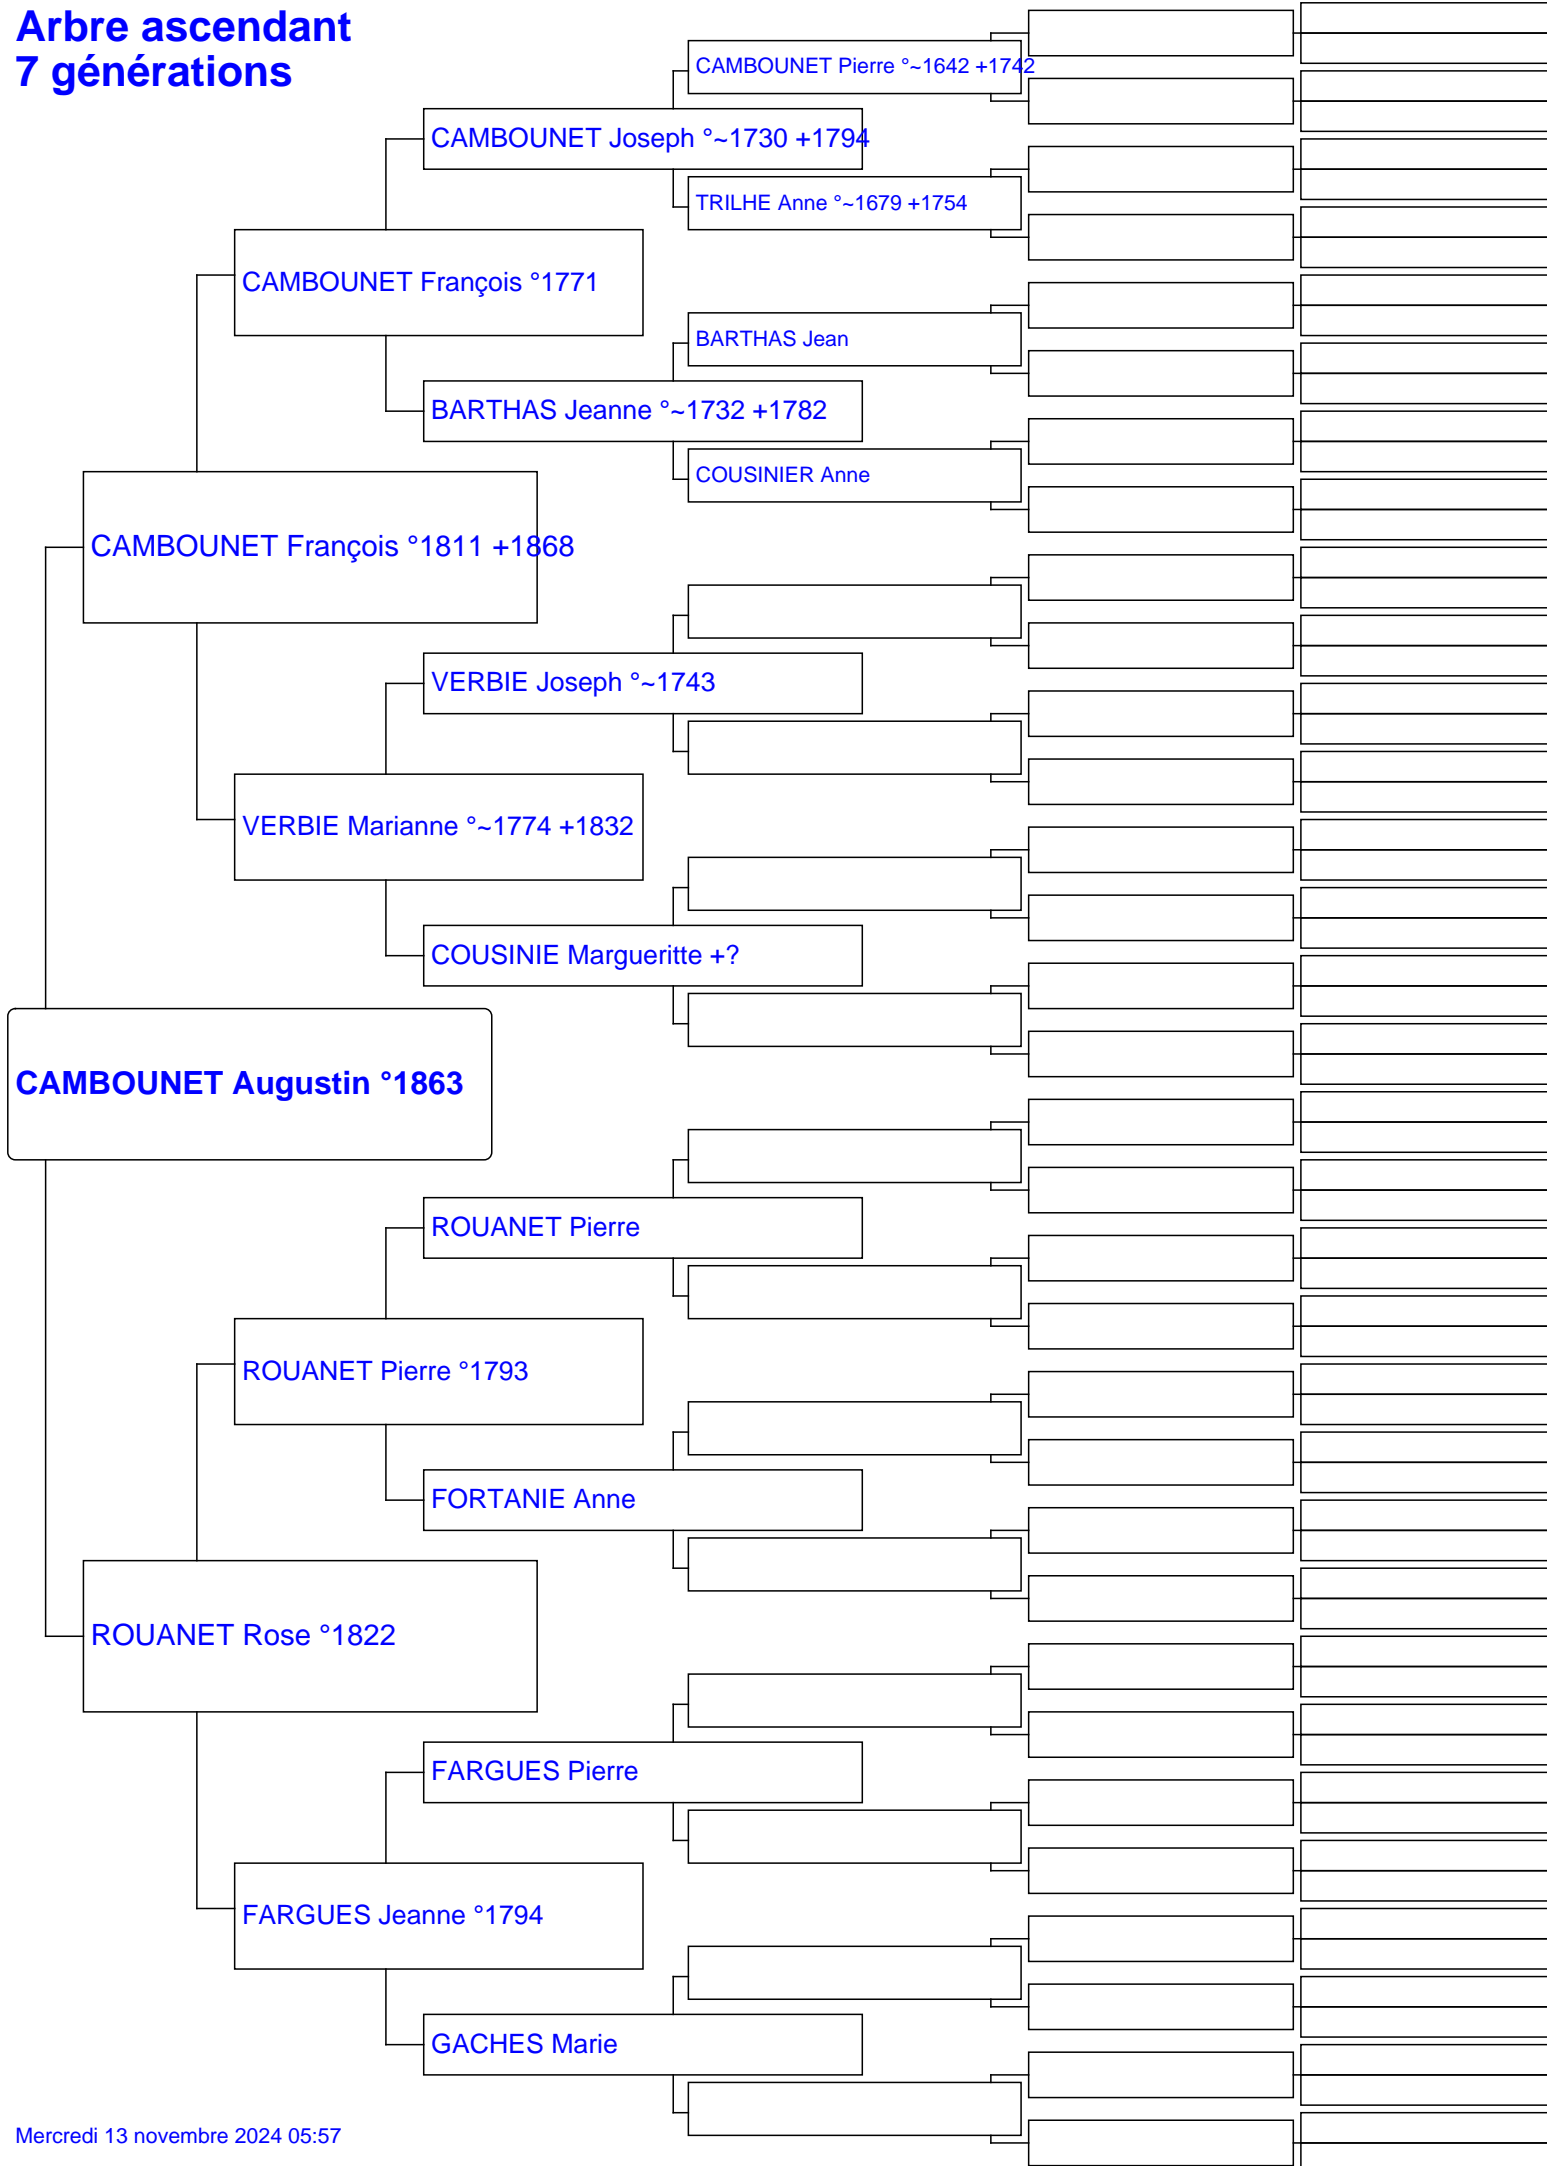 Arbre ascendant
7 générations
CAMBOUNET Pierre °~1642 +1742
CAMBOUNET Joseph °~1730 +1794
TRILHE Anne °~1679 +1754
CAMBOUNET François °1771
BARTHAS Jean
BARTHAS Jeanne °~1732 +1782
COUSINIER Anne
CAMBOUNET François °1811 +1868
VERBIE Joseph °~1743
VERBIE Marianne °~1774 +1832
COUSINIE Margueritte +?
CAMBOUNET Augustin °1863
ROUANET Pierre
ROUANET Pierre °1793
FORTANIE Anne
ROUANET Rose °1822
FARGUES Pierre
FARGUES Jeanne °1794
GACHES Marie
Mercredi 13 novembre 2024 05:57